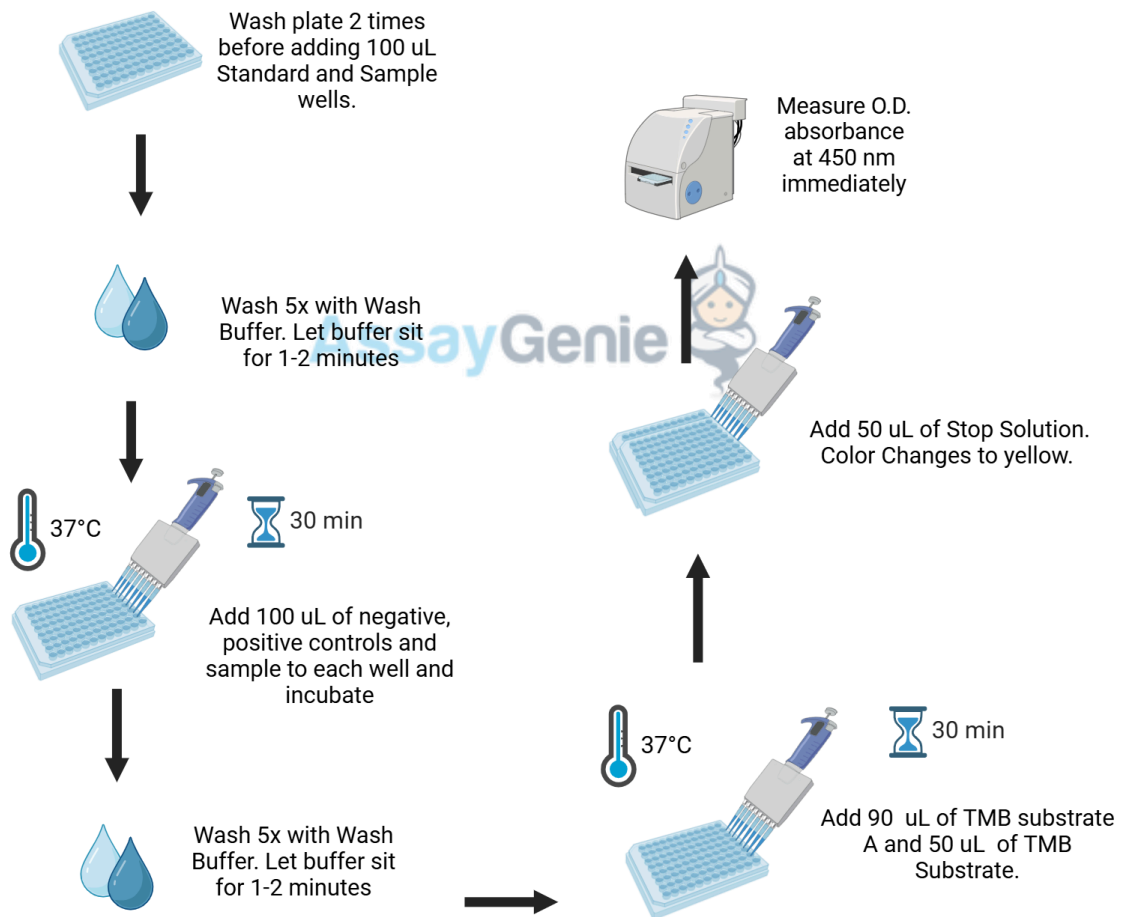 Wash plate 2 times
before adding 100 uL
Standard and Sample
wells.
Wash 5x with Wash
Buffer. Let buffer sit
for 1-2 minutes
37°C
30 min
Add 100 uL of negative,
positive controls and
sample to each well and
incubate
Wash 5x with Wash
Buffer. Let buffer sit
for 1-2 minutes
37°C
30 min
Add 90 uL of TMB substrate
A and 50 uL of TMB
Substrate.
Add 50 uL of Stop Solution.
Color Changes to yellow.
Measure O.D.
absorbance
at 450 nm
immediately
AssayGenie